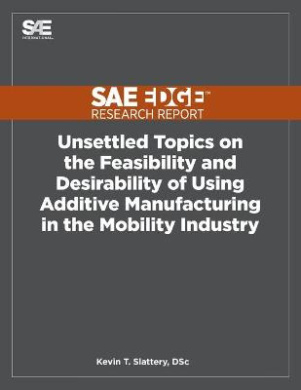 SAE
INTERNATIONAL
SAE EDGE™
RESEARCH REPORT
Unsettled Topics on
the Feasibility and
Desirability of Using
Additive Manufacturing
in the Mobility Industry
Kevin T. Slattery, DSc